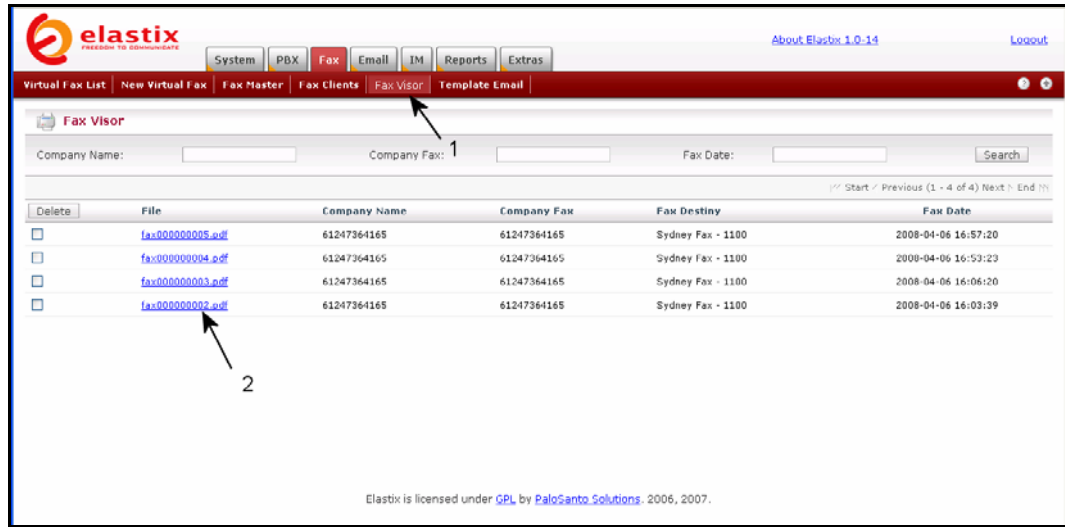 elastix
FREEDOM TO COMMUNICATE
About Elastix 1.0-14
Logout
System PBX Fax Email IM Reports Extras
Virtual Fax List New Virtual Fax Fax Master Fax Clients Fax Visor Template Email
Fax Visor
1
Company Name: Company Fax: Fax Date: Search
Start Previous (1 - 4 of 4) Next End
Delete File Company Name Company Fax Fax Destiny Fax Date
fax000000005.pdf 61247364165 61247364165 Sydney Fax - 1100 2008-04-06 16:57:20
fax000000004.pdf 61247364165 61247364165 Sydney Fax - 1100 2008-04-06 16:53:23
fax000000003.pdf 61247364165 61247364165 Sydney Fax - 1100 2008-04-06 16:06:20
fax000000002.pdf 61247364165 61247364165 Sydney Fax - 1100 2008-04-06 16:03:39
2
Elastix is licensed under GPL by PaloSanto Solutions. 2006, 2007.